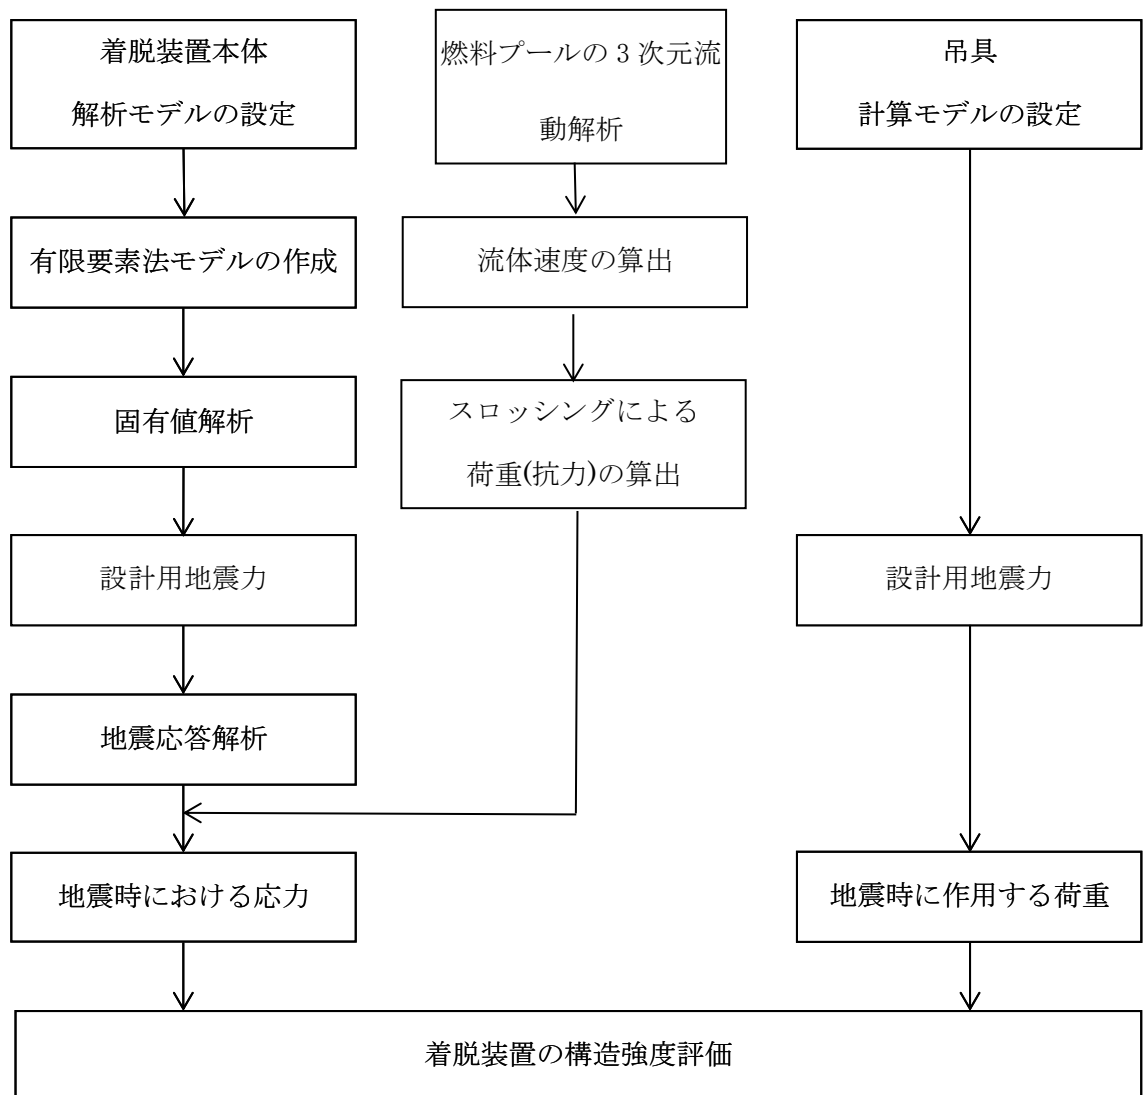 着脱装置本体
解析モデルの設定
有限要素法モデルの作成
固有値解析
設計用地震力
地震応答解析
地震時における応力
燃料プールの3次元流
動解析
流体速度の算出
スロッシングによる
荷重(抗力)の算出
吊具
計算モデルの設定
設計用地震力
地震時に作用する荷重
着脱装置の構造強度評価